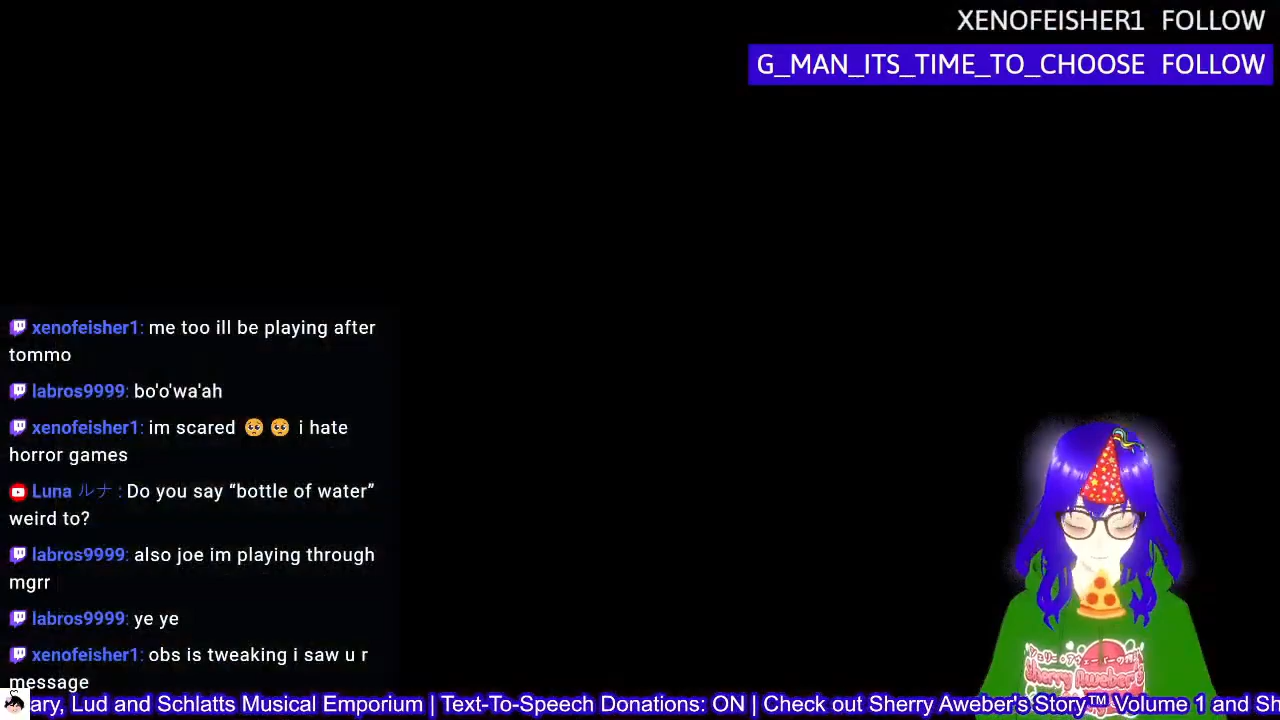 XENOFEISHER1 FOLLOW
G_MAN_ITS_TIME_TO_CHOOSE FOLLOW
xenofeisher1: me too ill be playing after
tommo
labros9999: bo'o'wa'ah
xenofeisher1: im scared 🥺 🥺 i hate
horror games
Luna ルナ : Do you say “bottle of water”
weird to?
labros9999: also joe im playing through
mgrr
labros9999: ye ye
xenofeisher1: obs is tweaking i saw u r
message
Sherry Aweber's
ary, Lud and Schlatts Musical Emporium | Text-To-Speech Donations: ON | Check out Sherry Aweber's Story™ Volume 1 and Sh